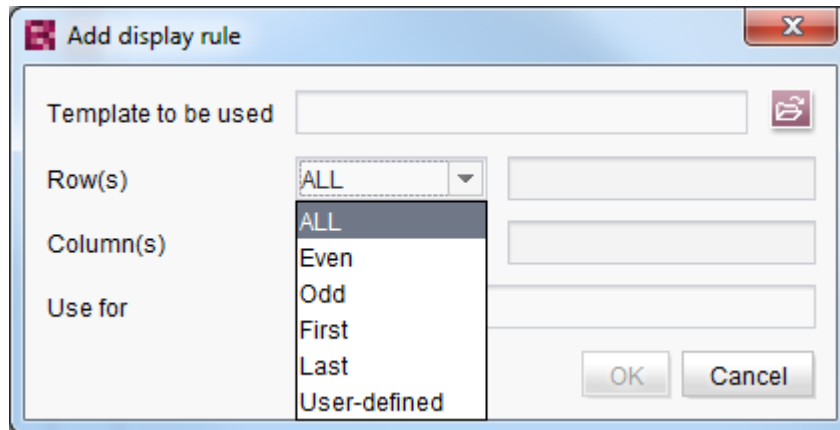 Add display rule
Template to be used
Row(s) ALL
ALL
Column(s)
Even
Odd
Use for
First
Last
User-defined
OK Cancel